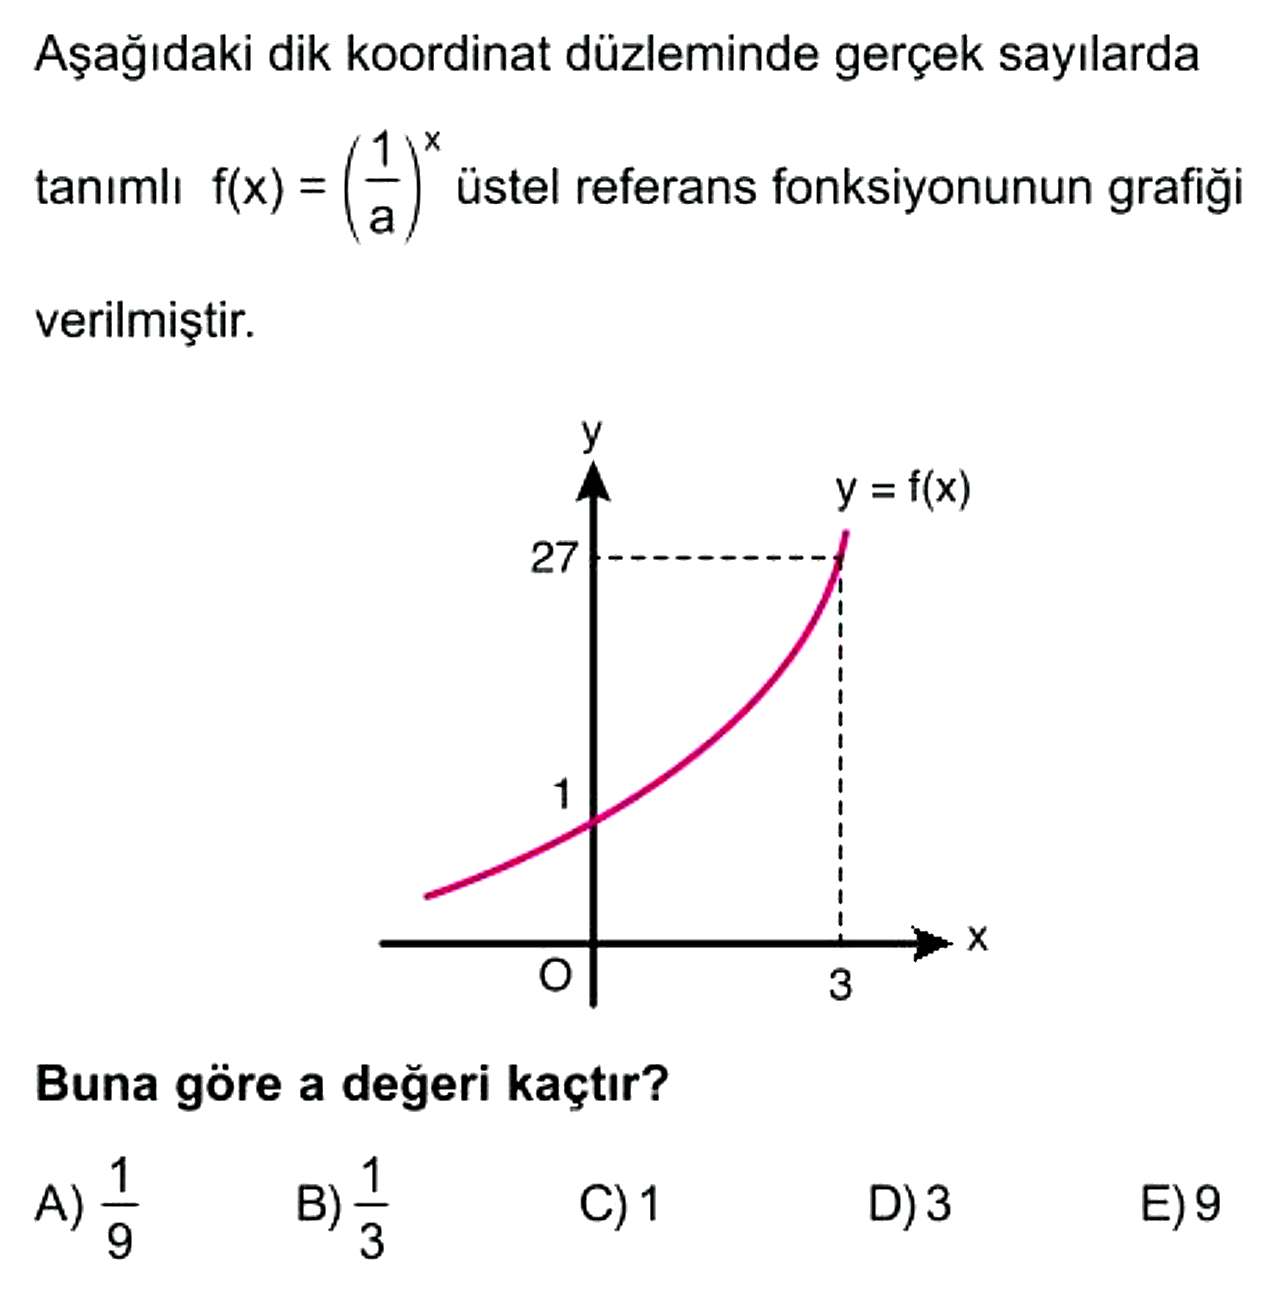 Aşağıdaki dik koordinat düzleminde gerçek sayılarda
tanımlı f(x) = (1/a)^x üstel referans fonksiyonunun grafiği
verilmiştir.
y
y = f(x)
27
1
x
O
3
Buna göre a değeri kaçtır?
A) 1/9 B) 1/3 C) 1 D) 3 E) 9